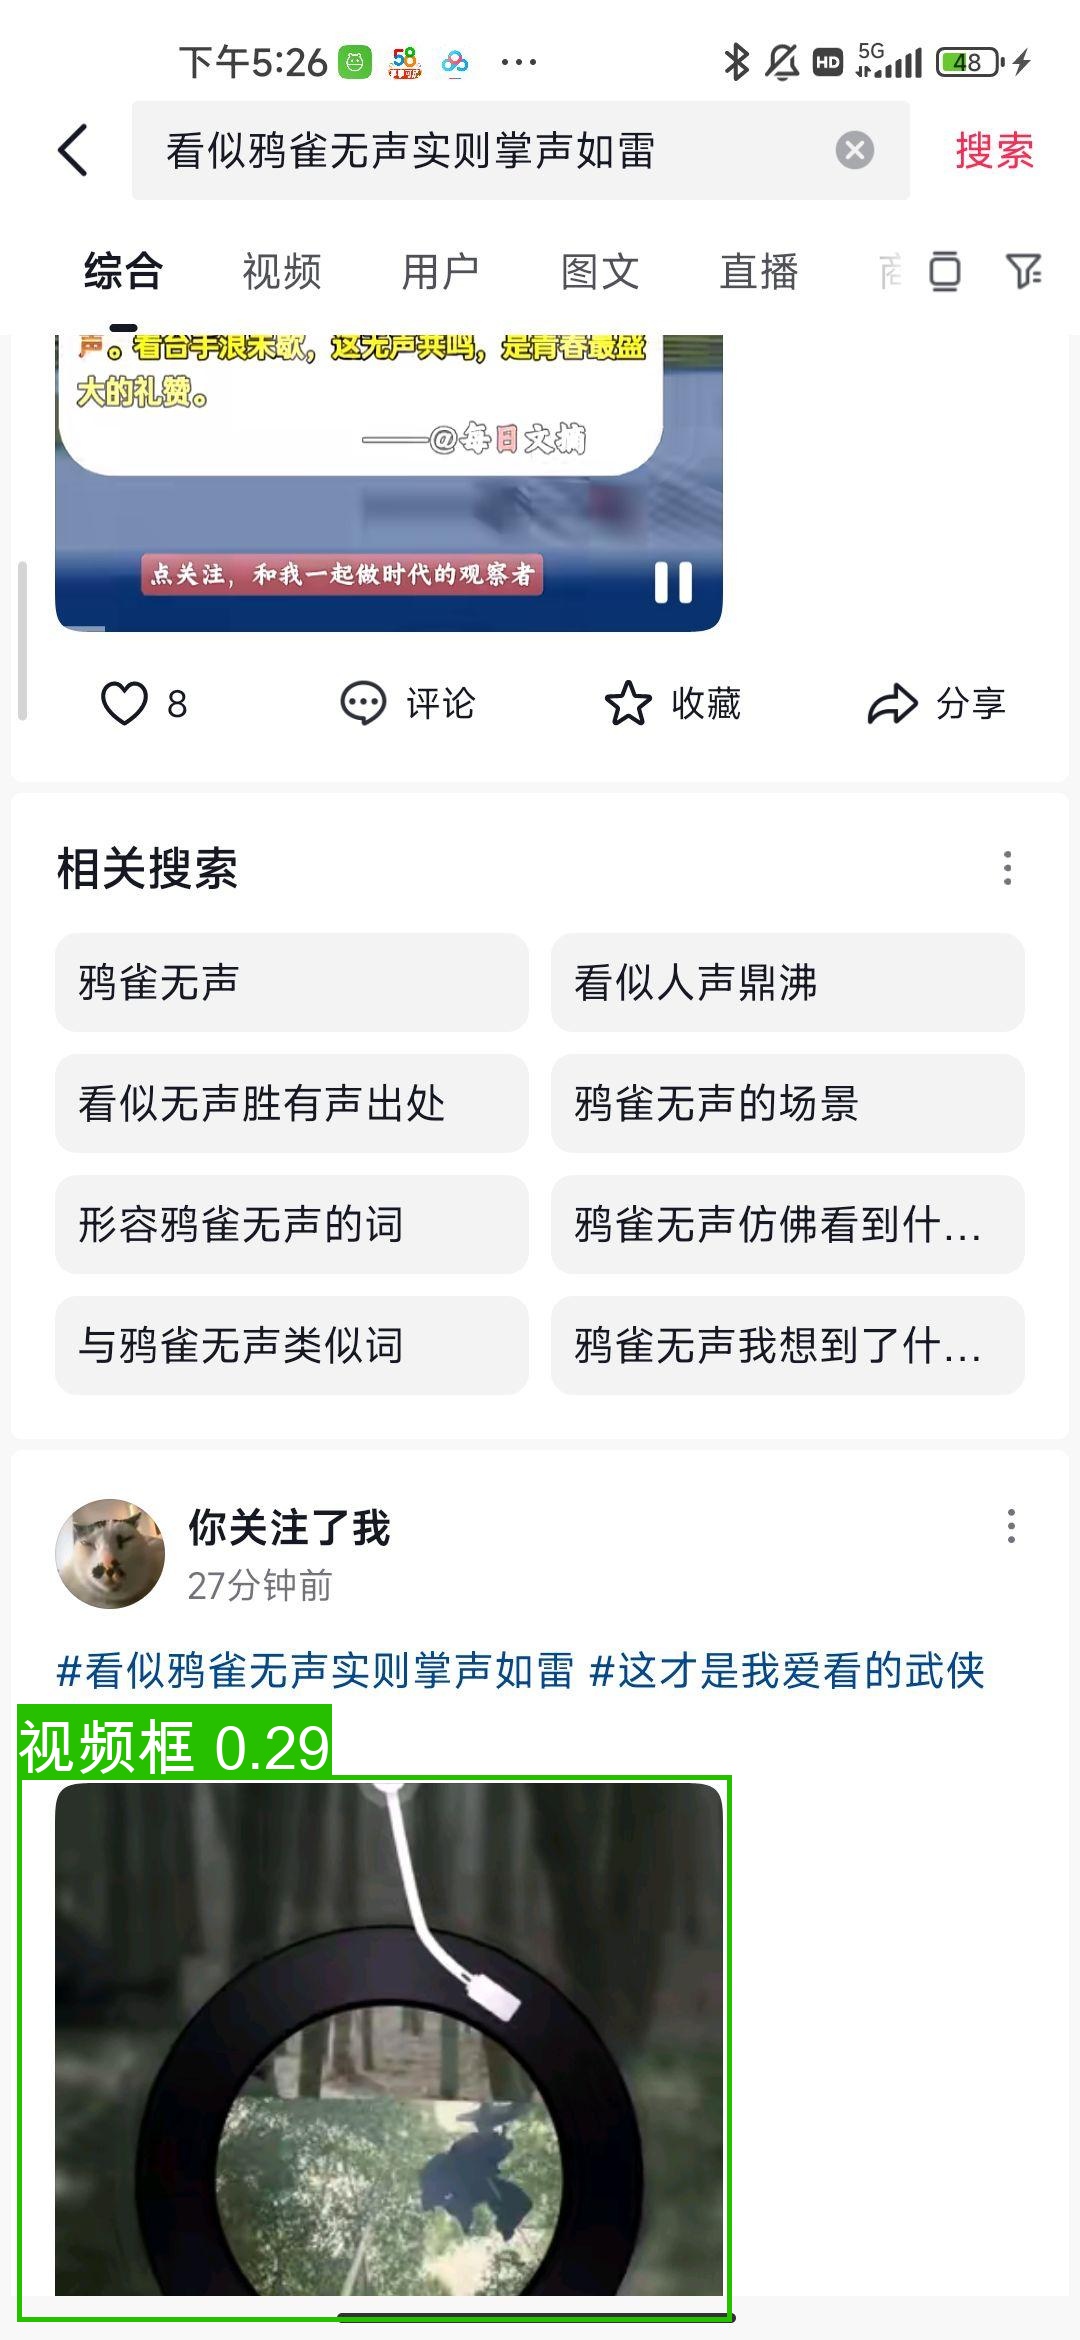 下午5:26
58
HD
5G
48
看似鸦雀无声实则掌声如雷
搜索
综合 视频 用户 图文 直播
声。看台手浪未歇，这无声共鸣，是青春最盛
大的礼赞。
——@每日文摘
点关注，和我一起做时代的观察者
8 评论 收藏 分享
相关搜索
鸦雀无声
看似人声鼎沸
看似无声胜有声出处
鸦雀无声的场景
形容鸦雀无声的词
鸦雀无声仿佛看到什...
与鸦雀无声类似词
鸦雀无声我想到了什...
你关注了我
27分钟前
#看似鸦雀无声实则掌声如雷 #这才是我爱看的武侠
视频框 0.29